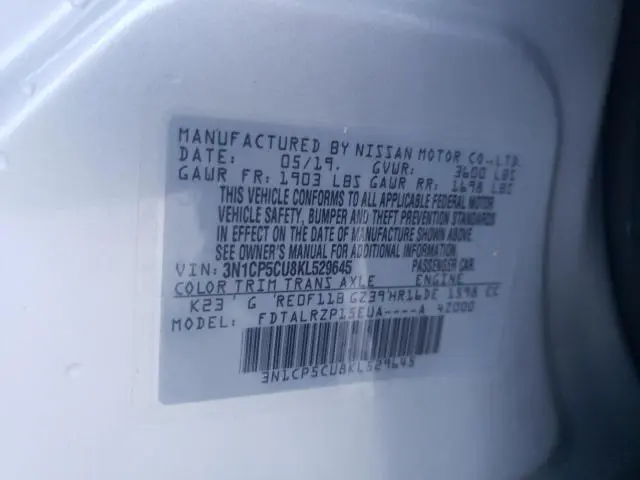 MANUFACTURED BY NISSAN MOTOR CO.,LTD.
DATE: 05/19. GVWR: 3600 LBS
GAWR FR: 1903 LBS GAWR RR: 1698 LBS
THIS VEHICLE CONFORMS TO ALL APPLICABLE FEDERAL MOTOR
VEHICLE SAFETY, BUMPER AND THEFT PREVENTION STANDARDS
IN EFFECT ON THE DATE OF MANUFACTURE SHOWN ABOVE.
SEE OWNER'S MANUAL FOR ADDITIONAL INFORMATION
VIN: 3N1CP5CU8KL529645 PASSENGER CAR
COLOR TRIM TRANS AXLE ENGINE
K23 G RE0F11B GZ39 HR16DE 1598 CC
MODEL: FDTALRZP15EUA----A 42000
3N1CP5CU8KL529645